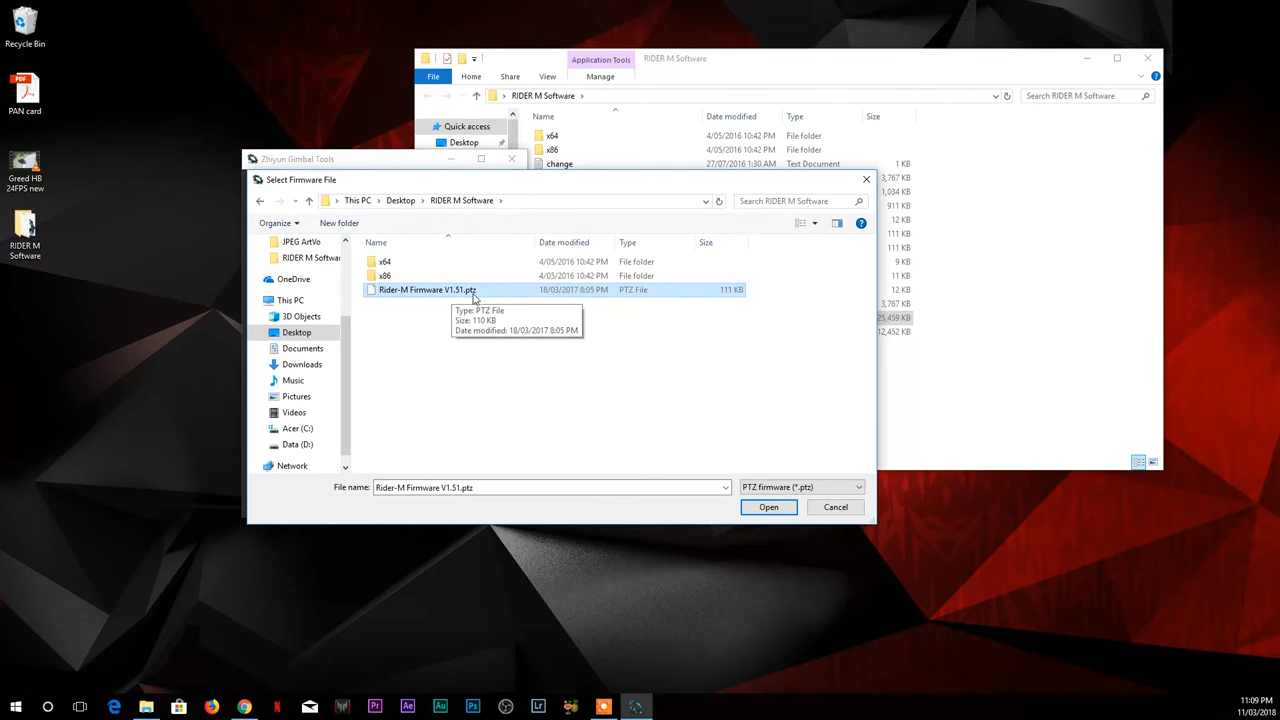 Recycle Bin
PDF
PAN card
Greed HB
24FPS new
RIDER M
Software
Application Tools
RIDER M Software
File
Home
Share
View
Manage
RIDER M Software
Search RIDER M Software
Quick access
Desktop
Name
Date modified
Type
Size
x64
4/05/2016 10:42 PM
File folder
x86
4/05/2016 10:42 PM
File folder
change
27/07/2016 1:30 AM
Text Document
1 KB
3,767 KB
1,034 KB
911 KB
12 KB
111 KB
111 KB
9 KB
11 KB
3,767 KB
25,459 KB
12,452 KB
Zhiyun Gimbal Tools
Select Firmware File
This PC
Desktop
RIDER M Software
Search RIDER M Software
Organize
New folder
JPEG ArtVo
RIDER M Softwar
OneDrive
This PC
3D Objects
Desktop
Documents
Downloads
Music
Pictures
Videos
Acer (C:)
Data (D:)
Network
Name
Date modified
Type
Size
x64
4/05/2016 10:42 PM
File folder
x86
4/05/2016 10:42 PM
File folder
Rider-M Firmware V1.51.ptz
18/03/2017 8:05 PM
PTZ File
111 KB
Type: PTZ File
Size: 110 KB
Date modified: 18/03/2017 8:05 PM
File name:
Rider-M Firmware V1.51.ptz
PTZ firmware (*.ptz)
Open
Cancel
Pr
Ae
Au
Ps
Lr
11:09 PM
11/03/2018